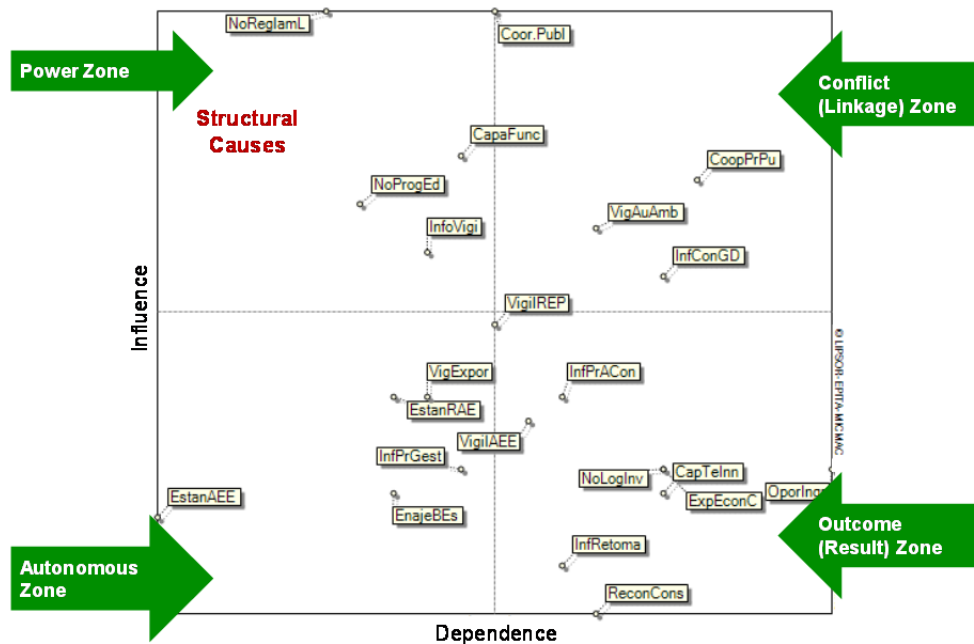 NoReglamL
Coor.Publ
Power Zone
Conflict
(Linkage) Zone
Structural
Causes
CapaFunc
CoopPrPu
NoProgEd
VigAuAmb
InfoVigi
InfConGD
Influence
VigilREP
© LIPSOR-EPITA-MICMAC
VigExpor
InfPrACon
EstanRAE
VigilAEE
InfPrGest
NoLogInv
CapTeInn
EstanAEE
ExpEconC
OporIngr
EnajeBEs
Outcome
(Result) Zone
InfRetoma
Autonomous
Zone
ReconCons
Dependence